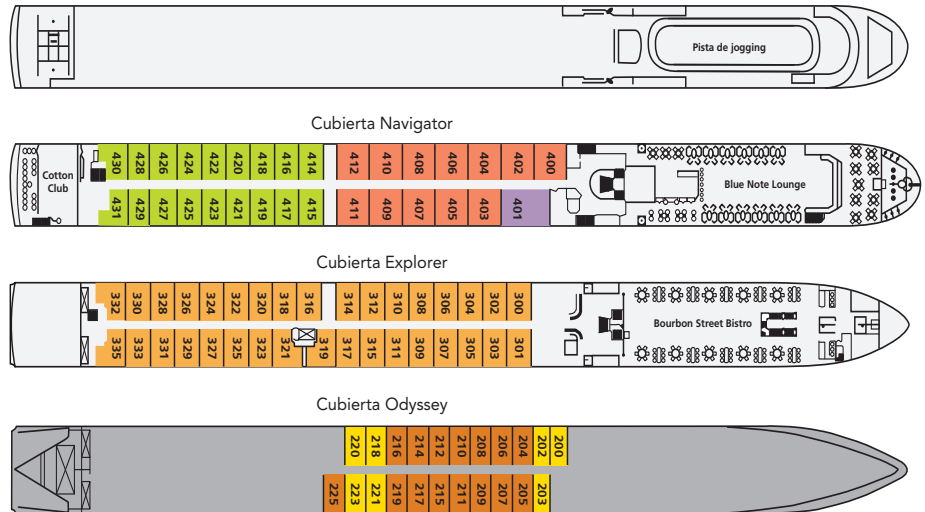 Pista de jogging
Cubierta Navigator
430 428 426 424 422 420 418 416 414 412 410 408 406 404 402 400
Cotton
Club
Blue Note Lounge
431 429 427 425 423 421 419 417 415 411 409 407 405 403 401
Cubierta Explorer
332 330 328 326 324 322 320 318 316 314 312 310 308 306 304 302 300
Bourbon Street Bistro
335 333 331 329 327 325 323 321 319 317 315 311 309 307 305 303 301
Cubierta Odyssey
220 218 216 214 212 210 208 206 204 202 200
225 223 221 219 217 215 211 209 207 205 203